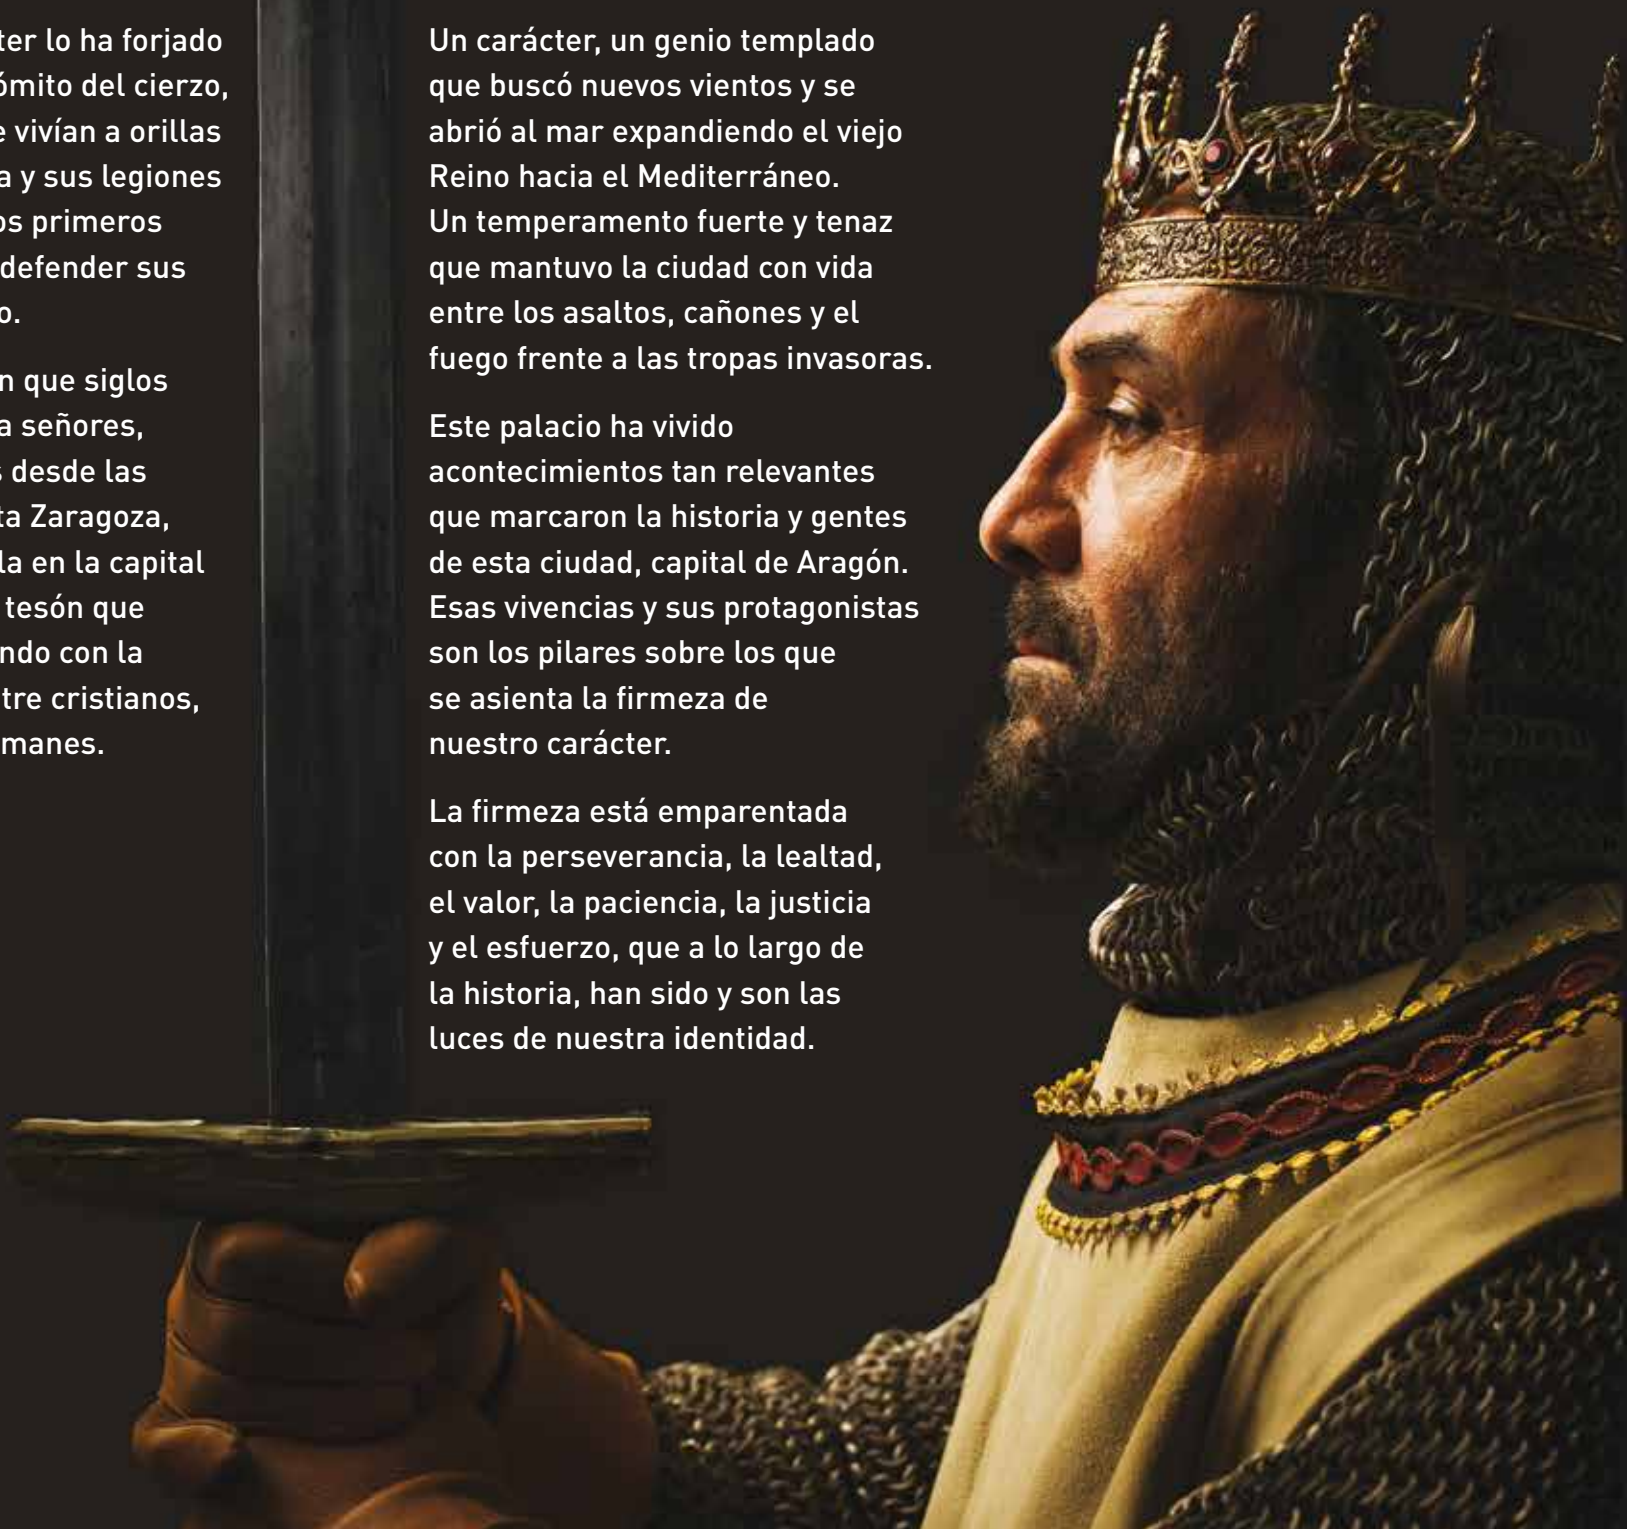 ter lo ha forjado
ómito del cierzo,
e vivían a orillas
a y sus legiones
os primeros
defender sus
o.
n que siglos
a señores,
s desde las
ta Zaragoza,
la en la capital
tesón que
ndo con la
tre cristianos,
manes.
Un carácter, un genio templado
que buscó nuevos vientos y se
abrió al mar expandiendo el viejo
Reino hacia el Mediterráneo.
Un temperamento fuerte y tenaz
que mantuvo la ciudad con vida
entre los asaltos, cañones y el
fuego frente a las tropas invasoras.
Este palacio ha vivido
acontecimientos tan relevantes
que marcaron la historia y gentes
de esta ciudad, capital de Aragón.
Esas vivencias y sus protagonistas
son los pilares sobre los que
se asienta la firmeza de
nuestro carácter.
La firmeza está emparentada
con la perseverancia, la lealtad,
el valor, la paciencia, la justicia
y el esfuerzo, que a lo largo de
la historia, han sido y son las
luces de nuestra identidad.